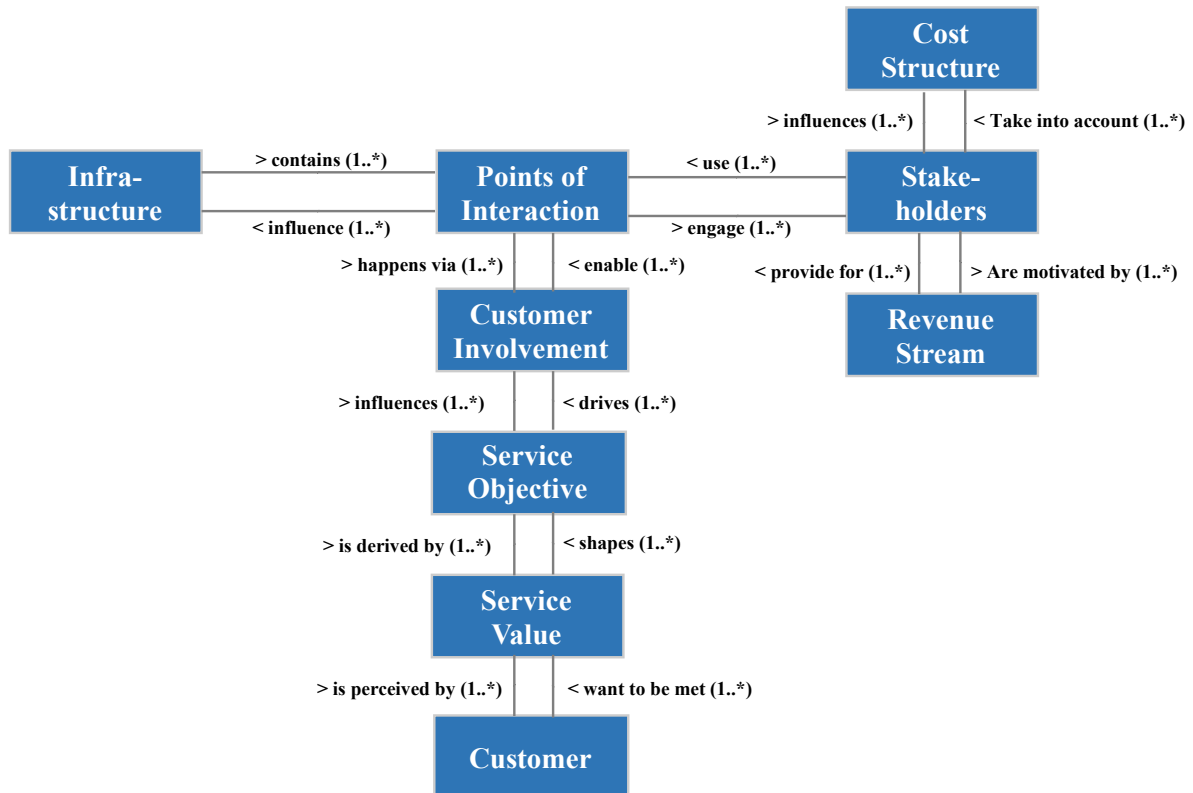 Cost
Structure
> influences (1..*)
< Take into account (1..*)
Infra-
structure
> contains (1..*)
< influence (1..*)
Points of
Interaction
< use (1..*)
> engage (1..*)
Stake-
holders
> happens via (1..*)
< enable (1..*)
< provide for (1..*)
> Are motivated by (1..*)
Customer
Involvement
Revenue
Stream
> influences (1..*)
< drives (1..*)
Service
Objective
> is derived by (1..*)
< shapes (1..*)
Service
Value
> is perceived by (1..*)
< want to be met (1..*)
Customer